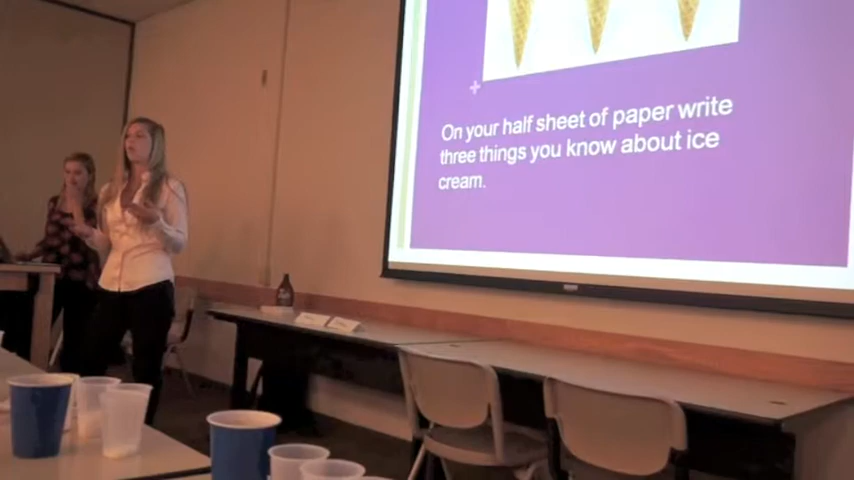 On your half sheet of paper write
three things you know about ice
cream.